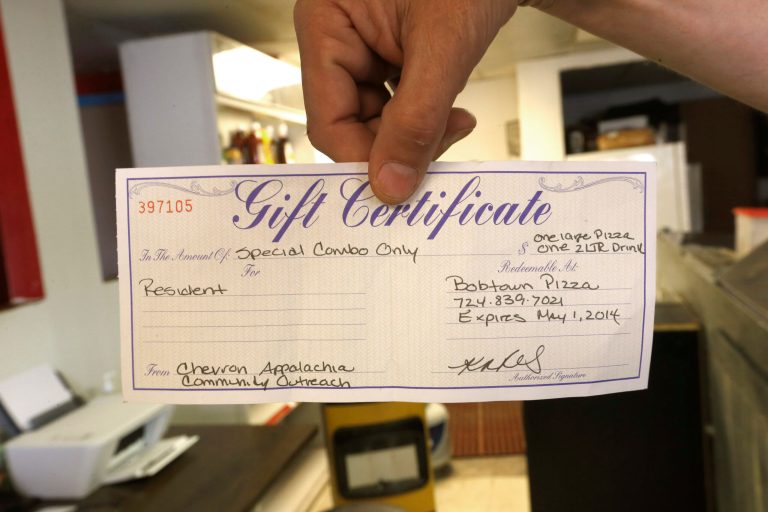 397105
Gift Certificate
In The Amount Of: Special Combo Only $ one large Pizza
one 2LTR Drink
For
Resident
Redeemable At:
Bobtown Pizza
724.839.7021
Expires May 1, 2014
From Chevron Appalachia
Community Outreach
Authorized Signature